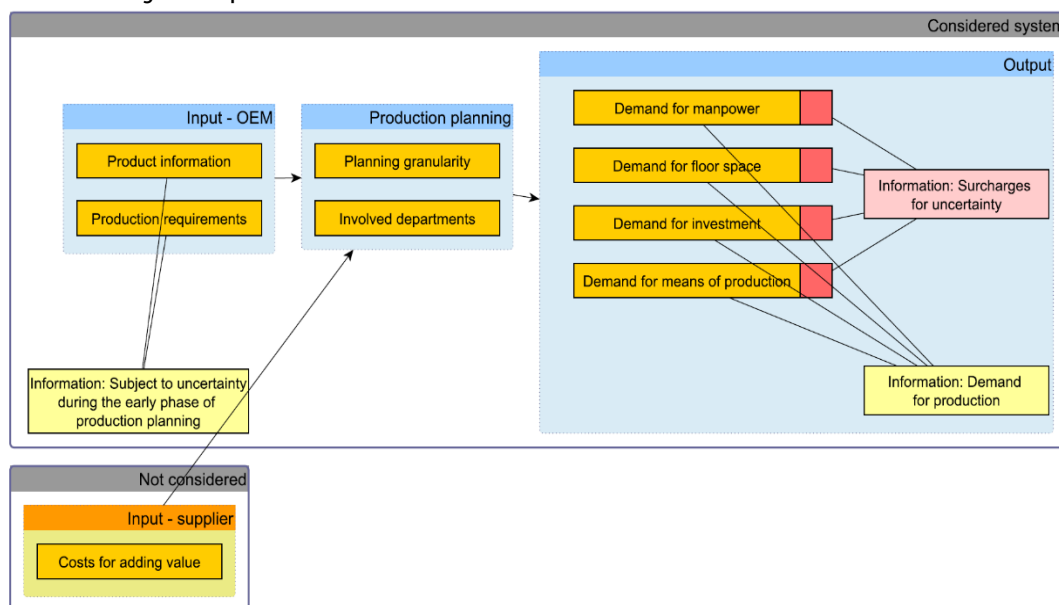 Considered system
Output
Input - OEM
Product information
Production requirements
Production planning
Planning granularity
Involved departments
Demand for manpower
Demand for floor space
Demand for investment
Demand for means of production
Information: Surcharges
for uncertainty
Information: Subject to uncertainty
during the early phase of
production planning
Information: Demand
for production
Not considered
Input - supplier
Costs for adding value